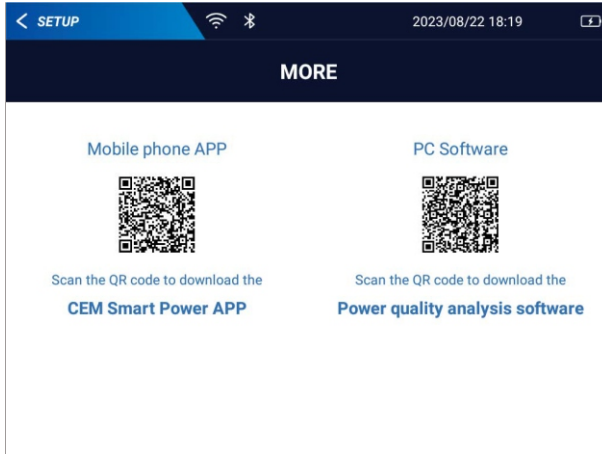 SETUP
2023/08/22 18:19
MORE
Mobile phone APP
PC Software
Scan the QR code to download the
CEM Smart Power APP
Scan the QR code to download the
Power quality analysis software